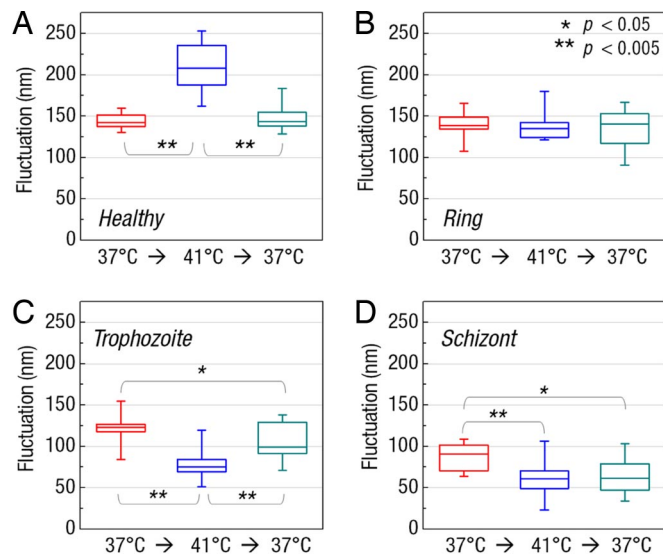 A
Fluctuation (nm)
250
200
150
100
50
0
**
**
Healthy
37°C → 41°C → 37°C
B
Fluctuation (nm)
250
200
150
100
50
0
* p < 0.05
** p < 0.005
Ring
37°C → 41°C → 37°C
C
Fluctuation (nm)
250
200
150
100
50
0
Trophozoite
*
**
**
37°C → 41°C → 37°C
D
Fluctuation (nm)
250
200
150
100
50
0
Schizont
*
**
37°C → 41°C → 37°C